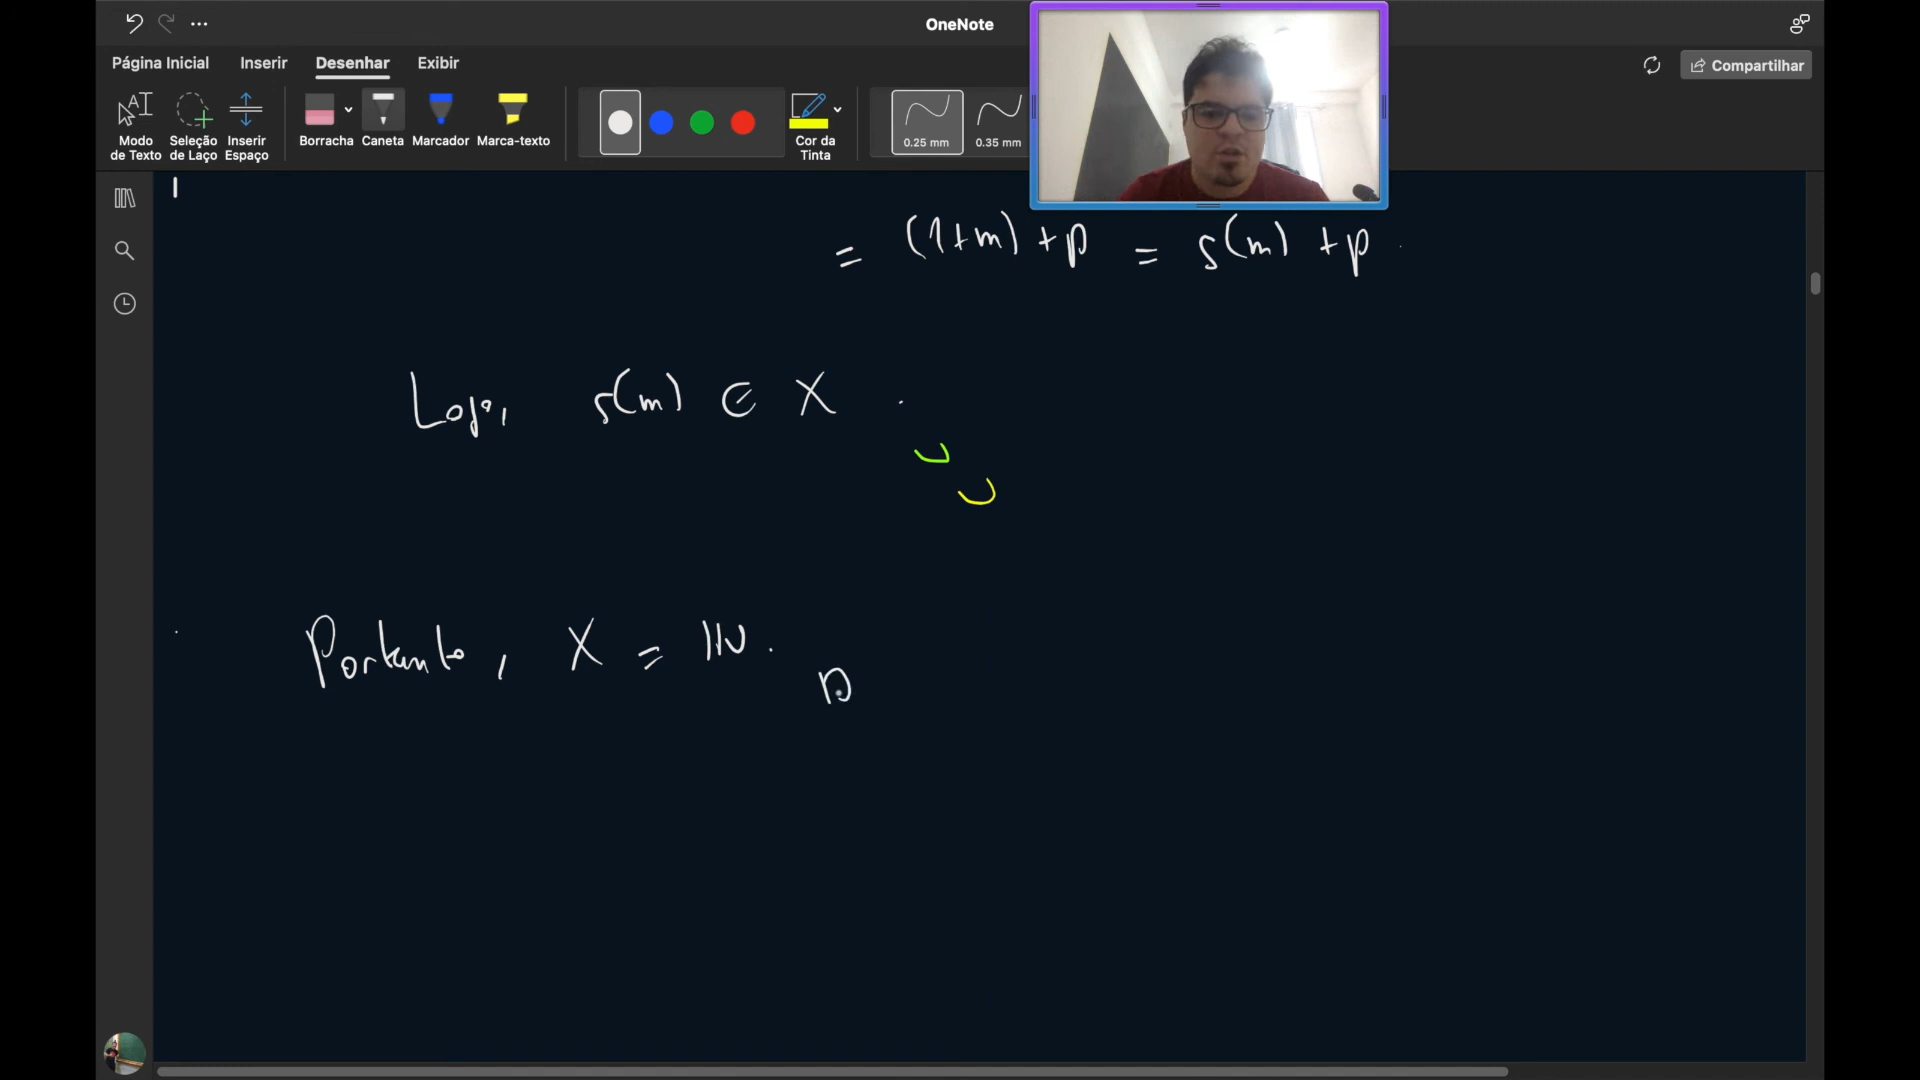 OneNote
Página Inicial Inserir Desenhar Exibir
Compartilhar
Modo de Texto Seleção de Laço Inserir Espaço Borracha Caneta Marcador Marca-texto Cor da Tinta 0.25 mm 0.35 mm
= (1+m) + p = s(m) + p
Logo, s(m) ∈ X .
Portanto, X = ℕ.